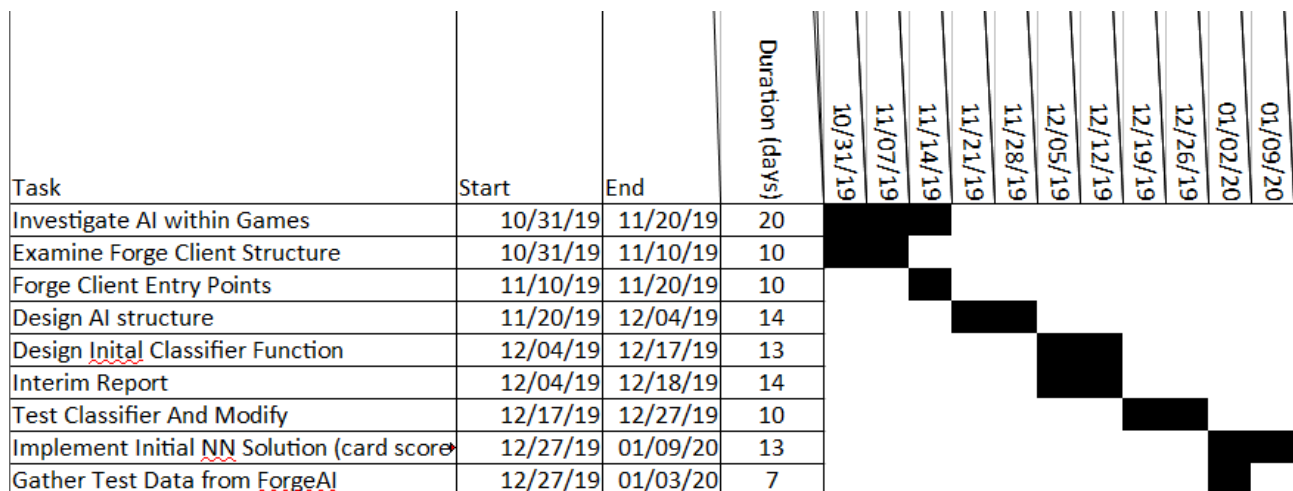 Task Start End Duration (days) 10/31/19 11/07/19 11/14/19 11/21/19 11/28/19 12/05/19 12/12/19 12/19/19 12/26/19 01/02/20 01/09/20
Investigate AI within Games 10/31/19 11/20/19 20
Examine Forge Client Structure 10/31/19 11/10/19 10
Forge Client Entry Points 11/10/19 11/20/19 10
Design AI structure 11/20/19 12/04/19 14
Design Inital Classifier Function 12/04/19 12/17/19 13
Interim Report 12/04/19 12/18/19 14
Test Classifier And Modify 12/17/19 12/27/19 10
Implement Initial NN Solution (card score 12/27/19 01/09/20 13
Gather Test Data from ForgeAI 12/27/19 01/03/20 7